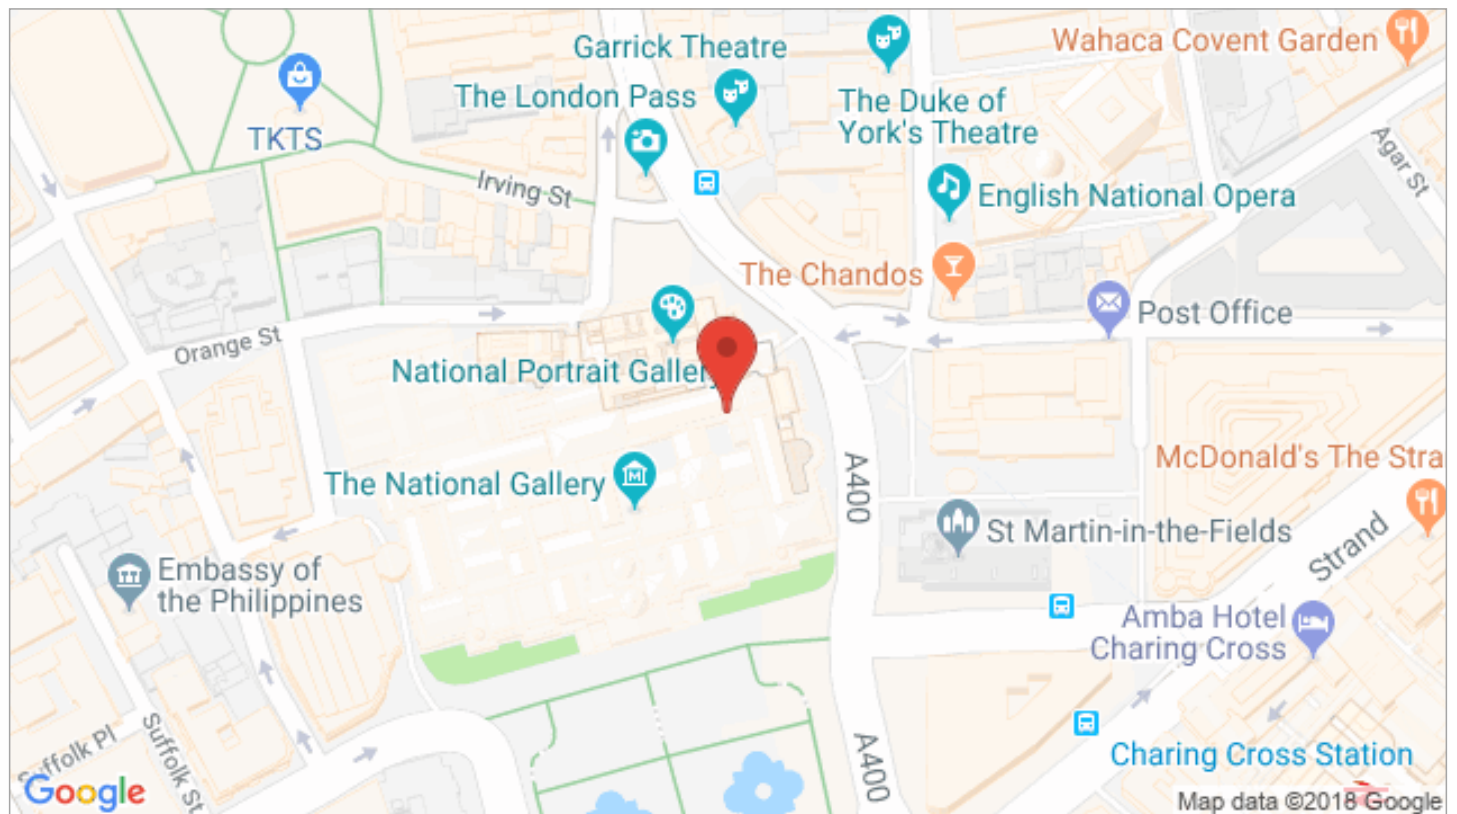 Garrick Theatre
Wahaca Covent Garden
The London Pass
The Duke of
York's Theatre
TKTS
Agar St
Irving St
English National Opera
The Chandos
Post Office
Orange St
National Portrait Gallery
McDonald's The Stra
The National Gallery
A400
St Martin-in-the-Fields
Strand
Embassy of
the Philippines
Amba Hotel
Charing Cross
Suffolk Pl
Suffolk St
A400
Charing Cross Station
Google
Map data ©2018 Google